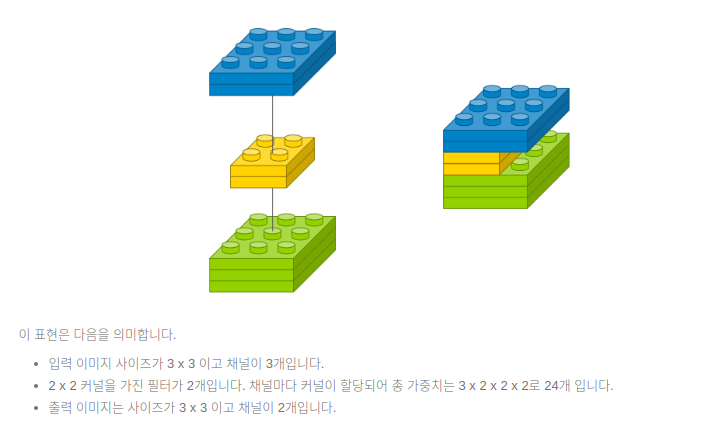 이 표현은 다음을 의미합니다.
• 입력 이미지 사이즈가 3 x 3 이고 채널이 3개입니다.
• 2 x 2 커널을 가진 필터가 2개입니다. 채널마다 커널이 할당되어 총 가중치는 3 x 2 x 2 x 2로 24개 입니다.
• 출력 이미지는 사이즈가 3 x 3 이고 채널이 2개입니다.